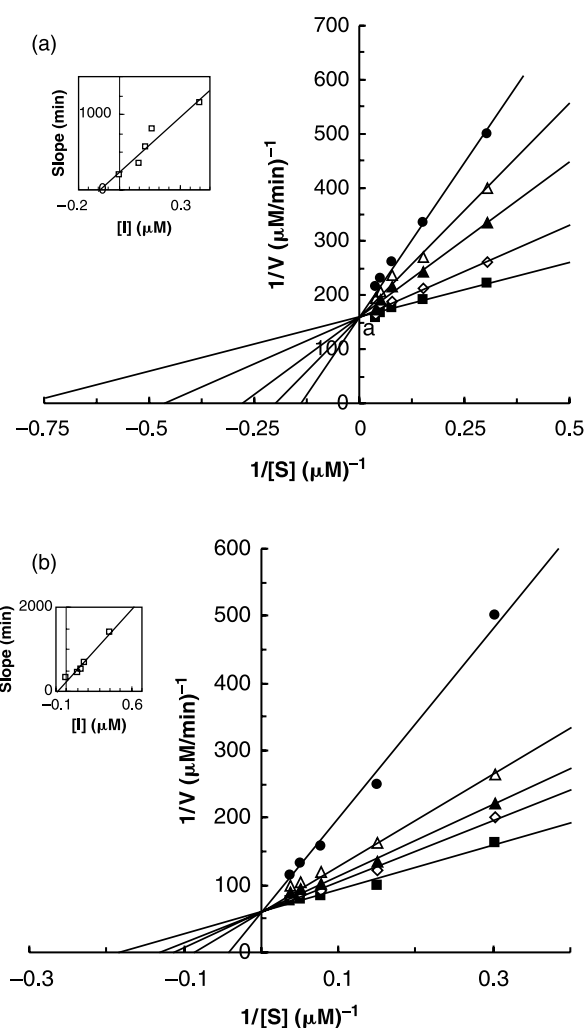 (a)
Slope (min)
1000
−0.2
0.3
[I] (μM)
1/V (μM/min)⁻¹
700
600
500
400
300
200
100
0
a
−0.75
−0.5
−0.25
0
0.25
0.5
1/[S] (μM)⁻¹
(b)
Slope (min)
2000
0
−0.1
0.6
[I] (μM)
1/V (μM/min)⁻¹
600
500
400
300
200
100
0
−0.3
−0.1
0.1
0.3
1/[S] (μM)⁻¹